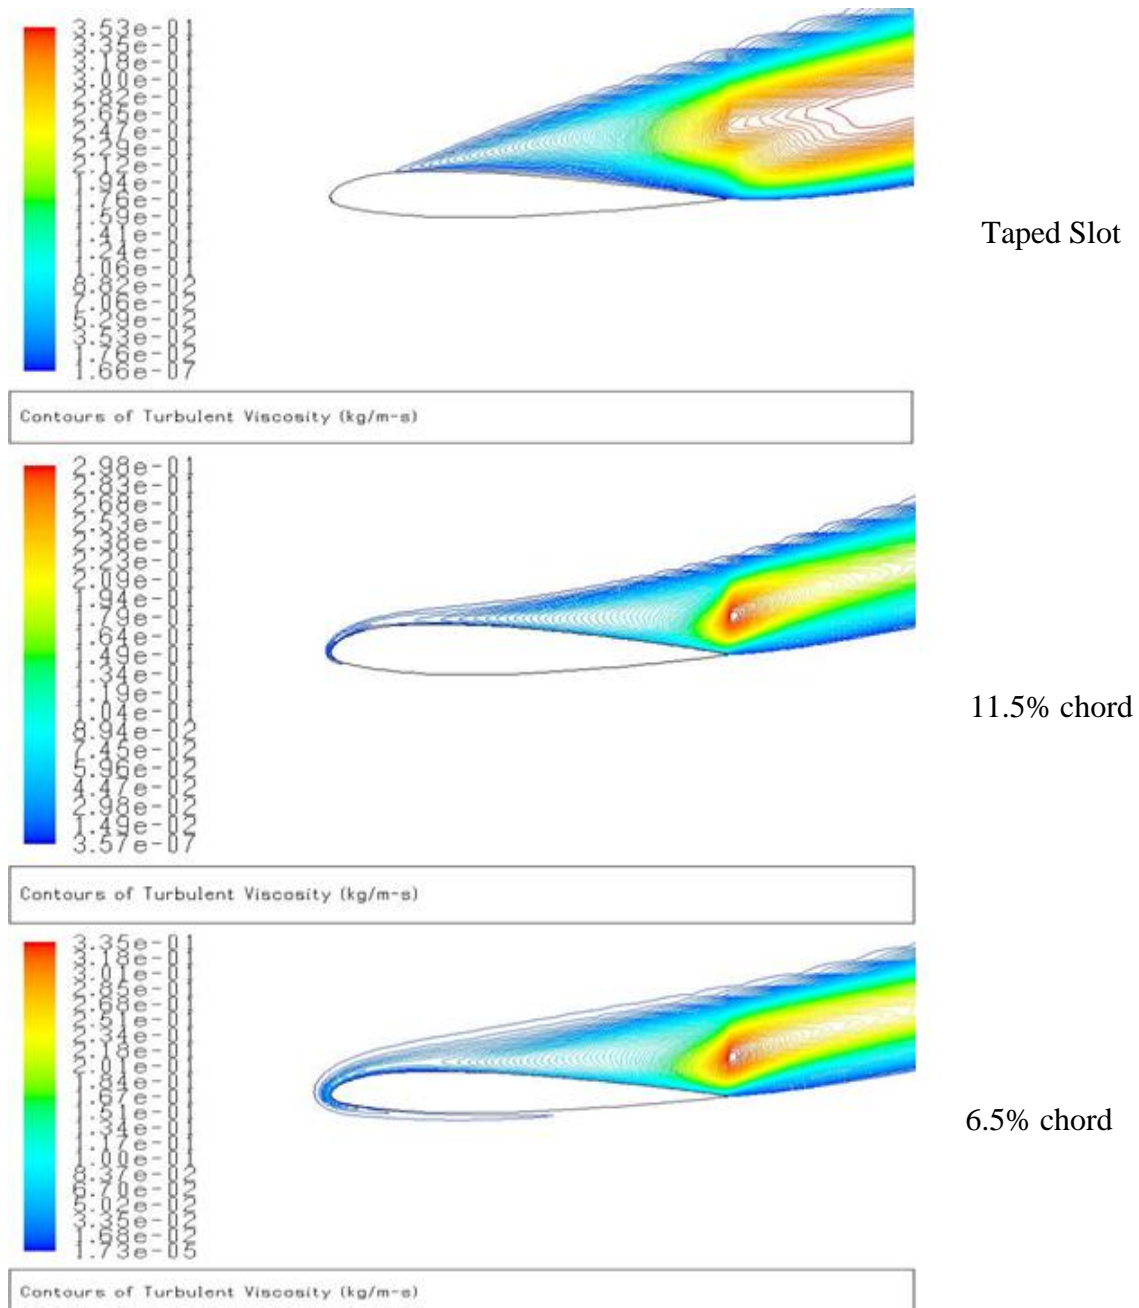 3.53e-01
3.35e-01
3.18e-01
3.00e-01
2.82e-01
2.65e-01
2.47e-01
2.29e-01
2.12e-01
1.94e-01
1.76e-01
1.59e-01
1.41e-01
1.24e-01
1.06e-01
8.82e-02
7.06e-02
5.29e-02
3.53e-02
1.76e-02
1.66e-07
Taped Slot
Contours of Turbulent Viscosity (kg/m-s)
2.98e-01
2.83e-01
2.68e-01
2.53e-01
2.38e-01
2.23e-01
2.09e-01
1.94e-01
1.79e-01
1.64e-01
1.49e-01
1.34e-01
1.19e-01
1.04e-01
8.94e-02
7.45e-02
5.96e-02
4.47e-02
2.98e-02
1.49e-02
3.57e-07
11.5% chord
Contours of Turbulent Viscosity (kg/m-s)
3.35e-01
3.18e-01
3.01e-01
2.85e-01
2.68e-01
2.51e-01
2.34e-01
2.18e-01
2.01e-01
1.84e-01
1.67e-01
1.51e-01
1.34e-01
1.17e-01
1.00e-01
8.37e-02
6.70e-02
5.02e-02
3.35e-02
1.68e-02
1.73e-05
6.5% chord
Contours of Turbulent Viscosity (kg/m-s)